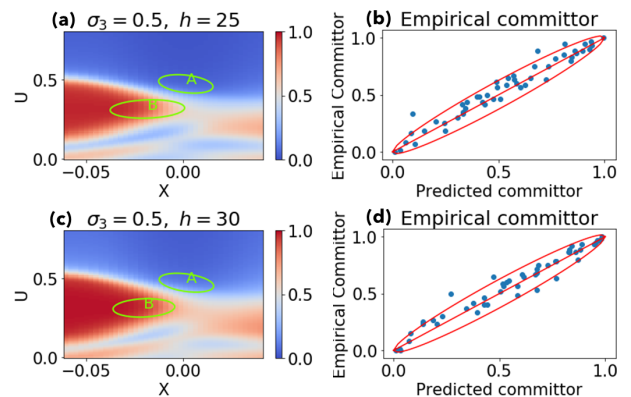 (a) σ₃ = 0.5, h = 25
1.0
0.5
0.0
U
0.5
0.0
A
B
−0.05
0.00
X
(b) Empirical committor
Empirical Committor
1.0
0.5
0.0
0.0
0.5
1.0
Predicted committor
(c) σ₃ = 0.5, h = 30
1.0
0.5
0.0
U
0.5
0.0
A
B
−0.05
0.00
X
(d) Empirical committor
Empirical Committor
1.0
0.5
0.0
0.0
0.5
1.0
Predicted committor